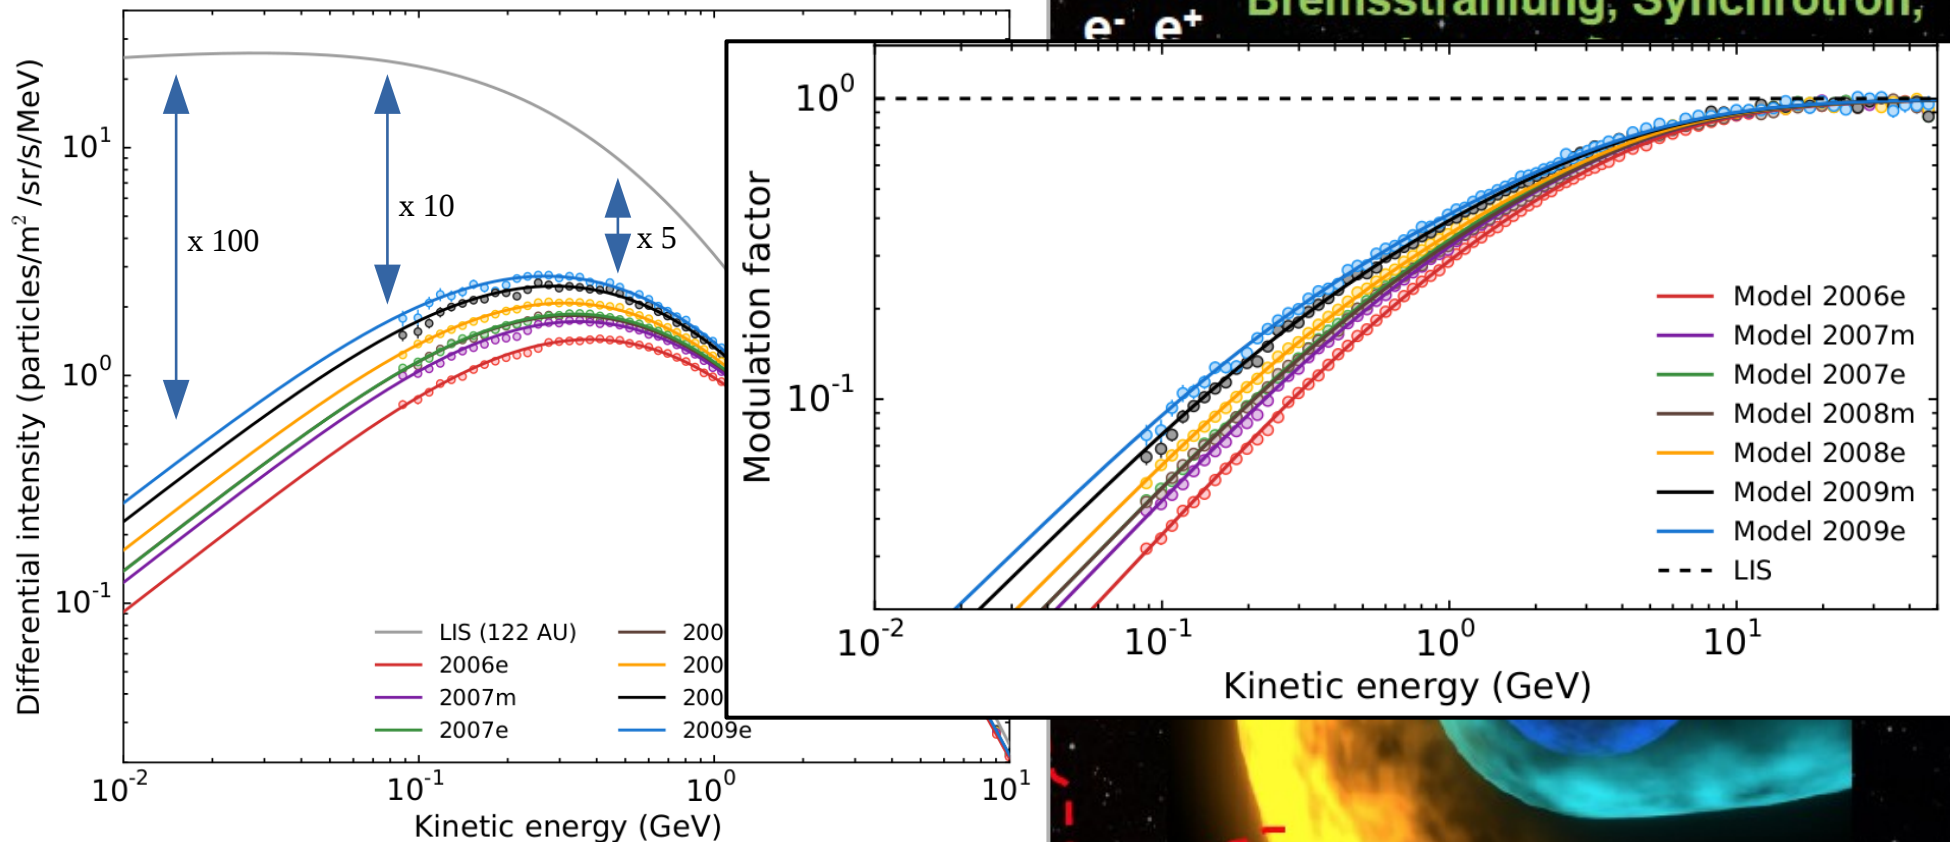 Bremsstrahlung, Synchrotron,
e⁻ e⁺
Differential intensity (particles/m² /sr/s/MeV)
10¹
10⁰
10⁻¹
x 100
x 10
x 5
LIS (122 AU)
2006e
2007m
2007e
200
200
200
2009e
10⁻² 10⁻¹ 10⁰ 10¹
Kinetic energy (GeV)
Modulation factor
10⁰
10⁻¹
Model 2006e
Model 2007m
Model 2007e
Model 2008m
Model 2008e
Model 2009m
Model 2009e
LIS
10⁻² 10⁻¹ 10⁰ 10¹
Kinetic energy (GeV)